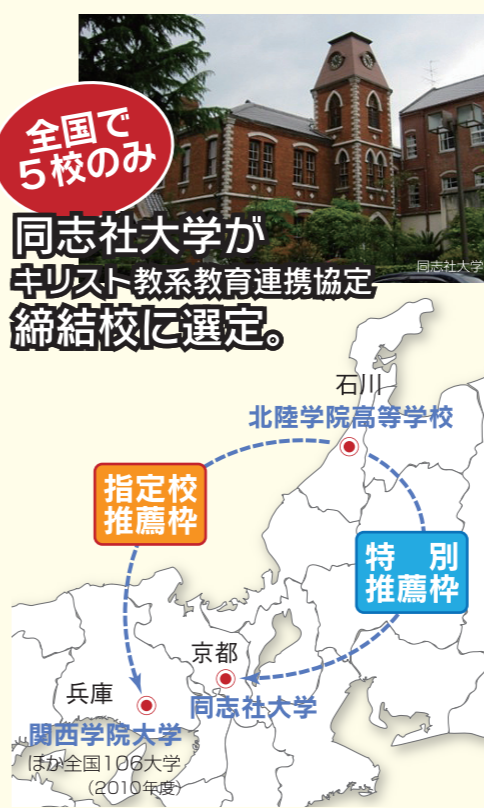 全国で
5校のみ
同志社大学
同志社大学が
キリスト教系教育連携協定
締結校に選定。
石川
北陸学院高等学校
指定校
推薦枠
特 別
推薦枠
京都
同志社大学
兵庫
関西学院大学
ほか全国106大学
(2010年度)